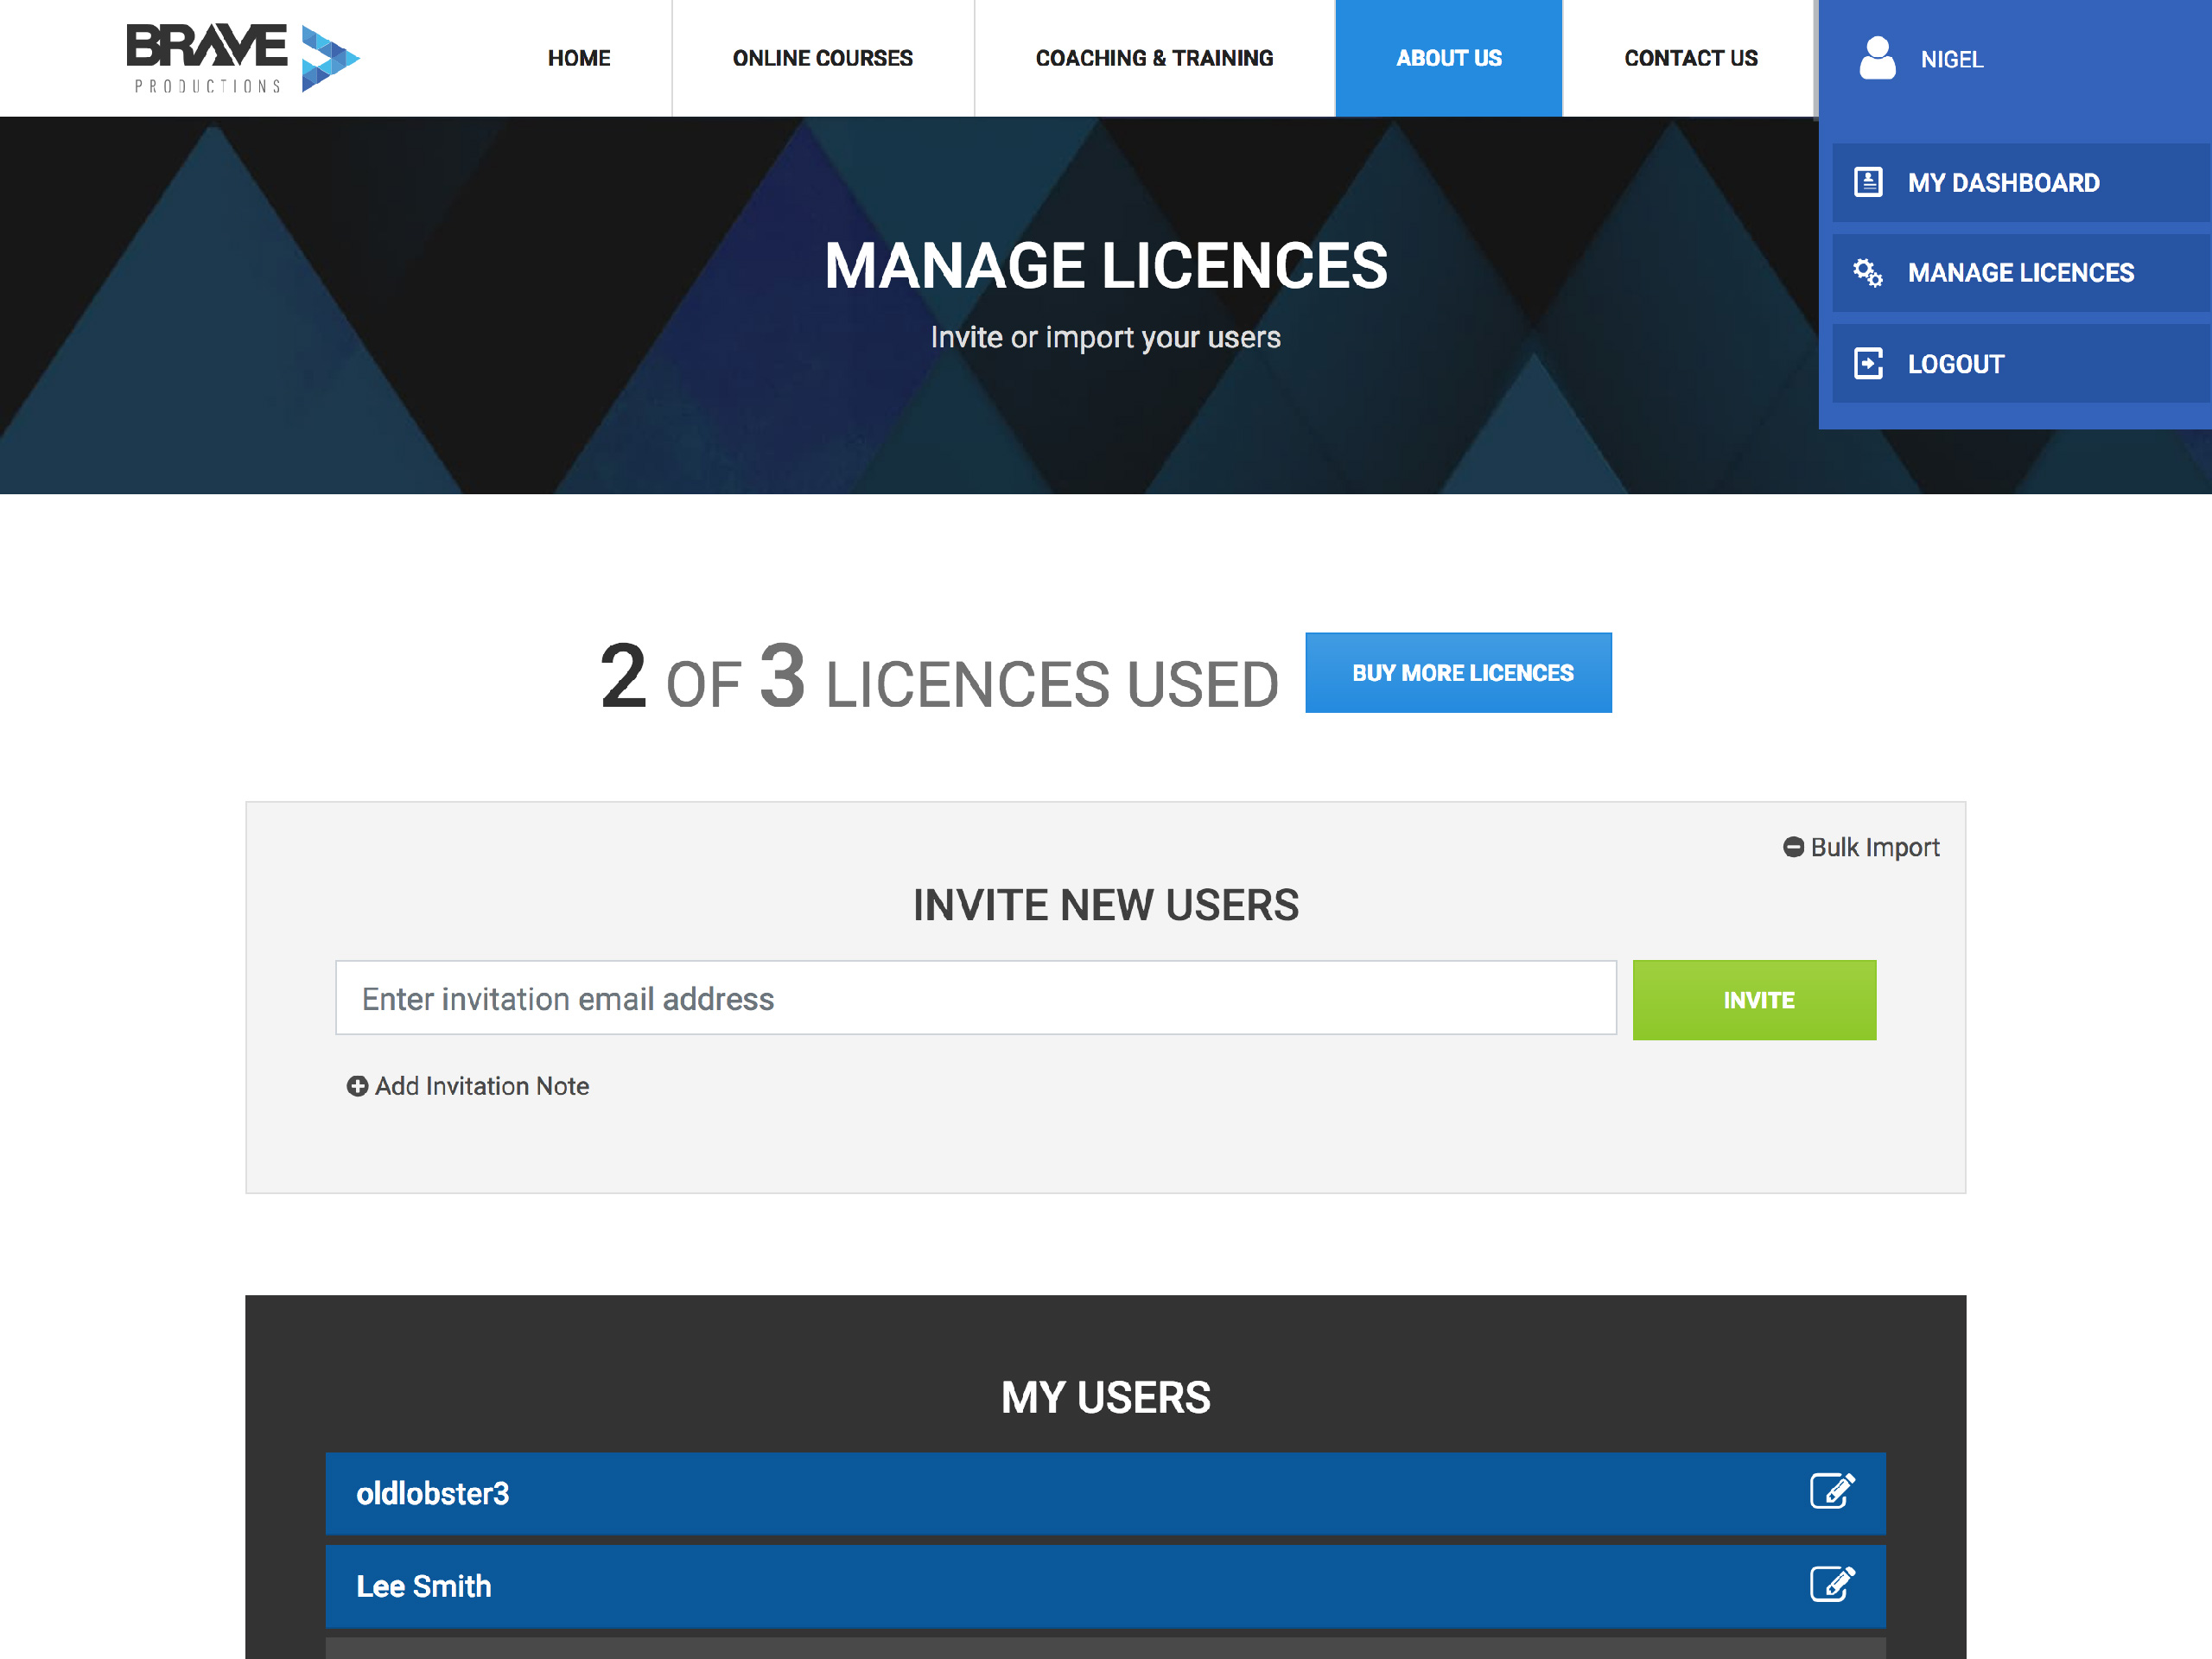 BRAVE
PRODUCTIONS
HOME
ONLINE COURSES
COACHING & TRAINING
ABOUT US
CONTACT US
NIGEL
MY DASHBOARD
MANAGE LICENCES
LOGOUT
MANAGE LICENCES
Invite or import your users
2 OF 3 LICENCES USED
BUY MORE LICENCES
Bulk Import
INVITE NEW USERS
Enter invitation email address
INVITE
Add Invitation Note
MY USERS
oldlobster3
Lee Smith